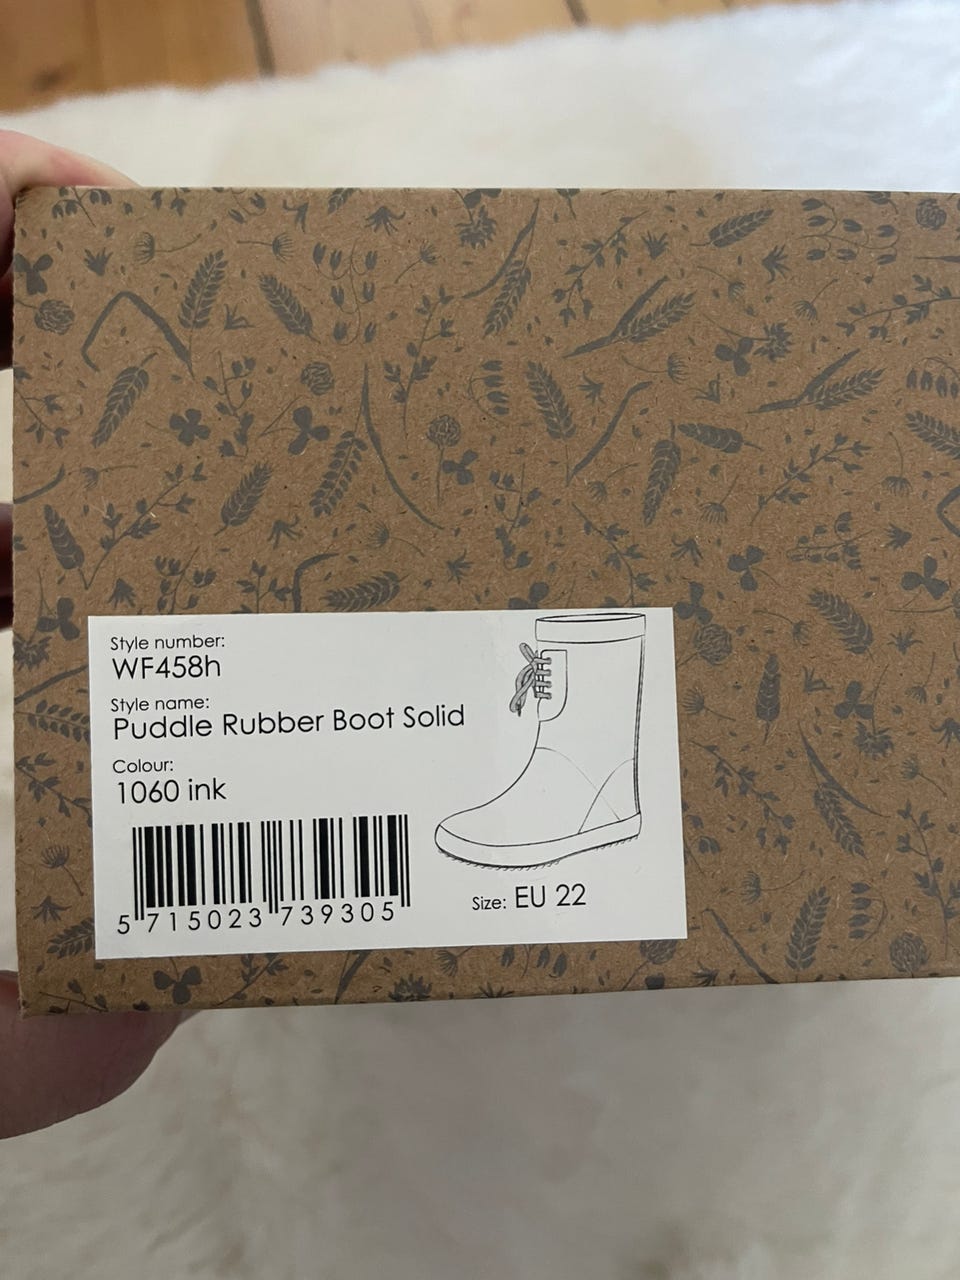 Style number:
WF458h
Style name:
Puddle Rubber Boot Solid
Colour:
1060 ink
5 715023 739305
Size: EU 22